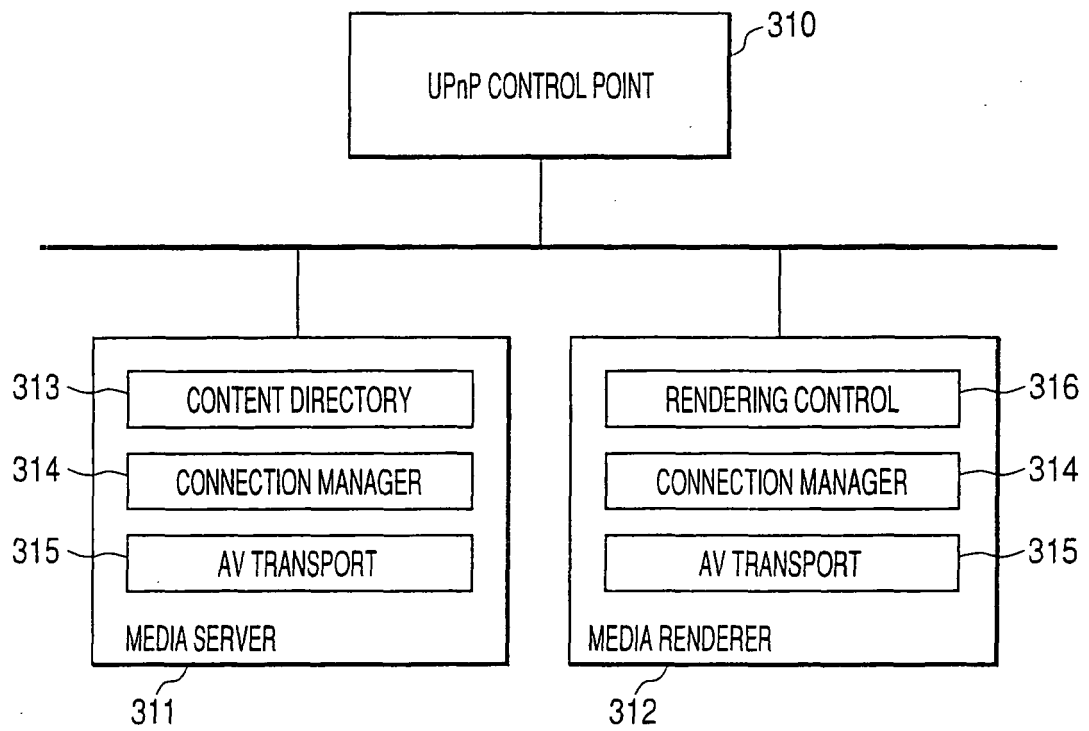 310
UPnP CONTROL POINT
313
CONTENT DIRECTORY
314
CONNECTION MANAGER
315
AV TRANSPORT
MEDIA SERVER
311
RENDERING CONTROL
316
CONNECTION MANAGER
314
AV TRANSPORT
315
MEDIA RENDERER
312